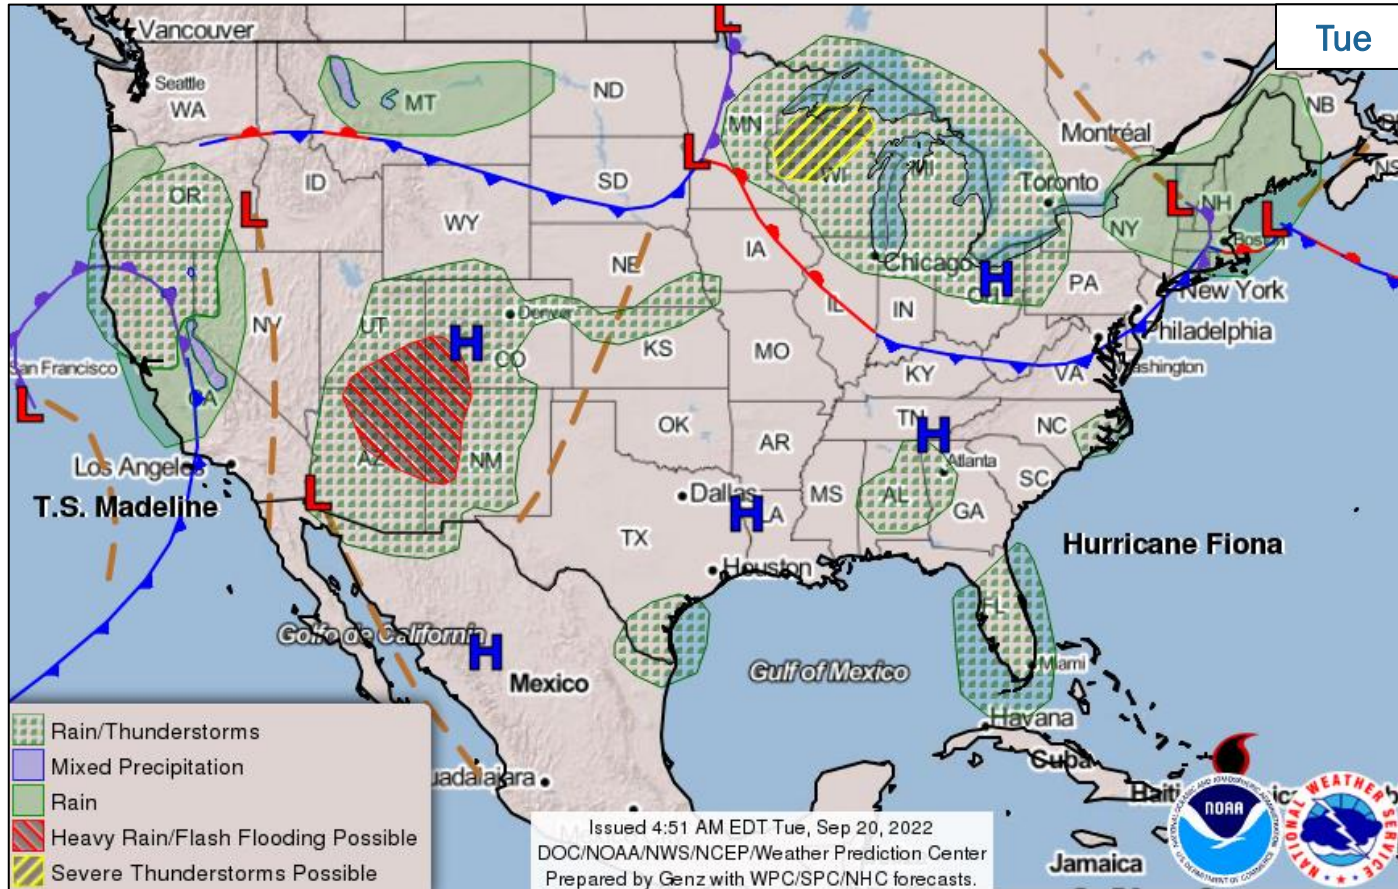 Tue
Vancouver
Seattle
WA
MT
ND
MN
Montréal
NB
NS
OR
ID
SD
WI
MI
Toronto
NH
NY
Boston
WY
IA
Chicago
NE
IL
IN
PA
New York
NV
UT
Denver
CO
KS
MO
Philadelphia
San Francisco
KY
VA
Washington
CA
OK
TN
NC
AZ
NM
AR
Atlanta
SC
Los Angeles
Dallas
MS
AL
GA
LA
T.S. Madeline
TX
Hurricane Fiona
Houston
FL
Golfo de California
Mexico
Gulf of Mexico
Miami
Havana
Cuba
Haiti
Jamaica
L
L
L
L
L
L
L
H
H
H
H
H
Rain/Thunderstorms
Mixed Precipitation
Rain
Heavy Rain/Flash Flooding Possible
Severe Thunderstorms Possible
uadalajara
Issued 4:51 AM EDT Tue, Sep 20, 2022
DOC/NOAA/NWS/NCEP/Weather Prediction Center
Prepared by Genz with WPC/SPC/NHC forecasts.
NOAA
NATIONAL WEATHER SERVICE